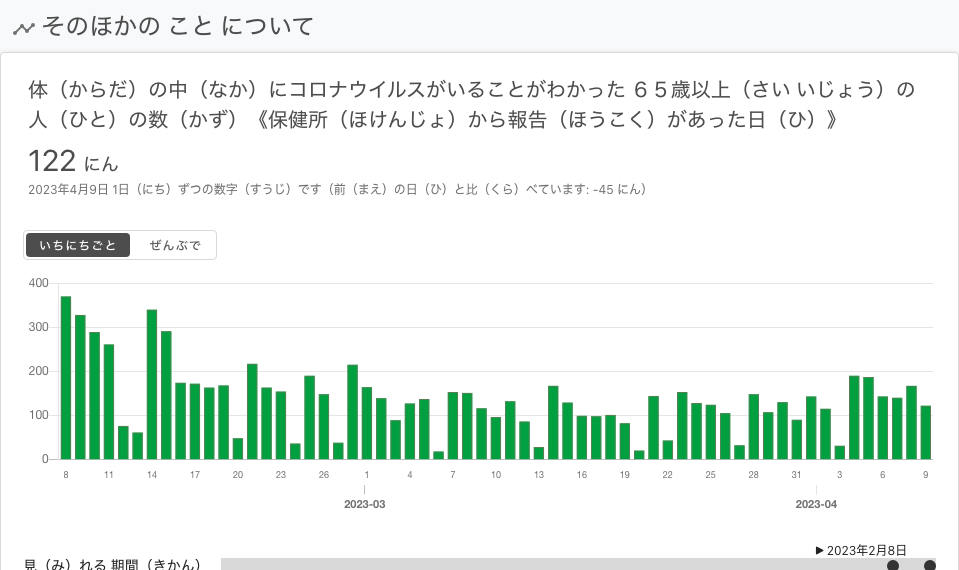 そのほかの こと について
体（からだ）の中（なか）にコロナウイルスがいることがわかった ６５歳以上（さい いじょう）の
人（ひと）の数（かず）《保健所（ほけんじょ）から報告（ほうこく）があった日（ひ）》
122 にん
2023年4月9日 1日（にち）ずつの数字（すうじ）です（前（まえ）の日（ひ）と比（くら）べています: -45 にん）
いちにちごと ぜんぶで
400
300
200
100
0
8 11 14 17 20 23 26 1 4 7 10 13 16 19 22 25 28 31 3 6 9
2023-03 2023-04
▶ 2023年2月8日
見（み）れる 期間（きかん）